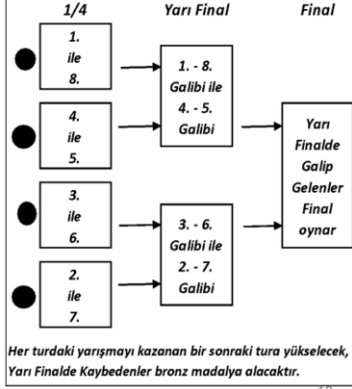 1/4
Yarı Final
Final
1.
ile
8.
4.
ile
5.
3.
ile
6.
2.
ile
7.
1. - 8.
Galibi ile
4. - 5.
Galibi
3. - 6.
Galibi ile
2. - 7.
Galibi
Yarı
Finalde
Galip
Gelenler
Final
oynar
Her turdaki yarışmayı kazanan bir sonraki tura yükselecek,
Yarı Finalde Kaybedenler bronz madalya alacaktır.